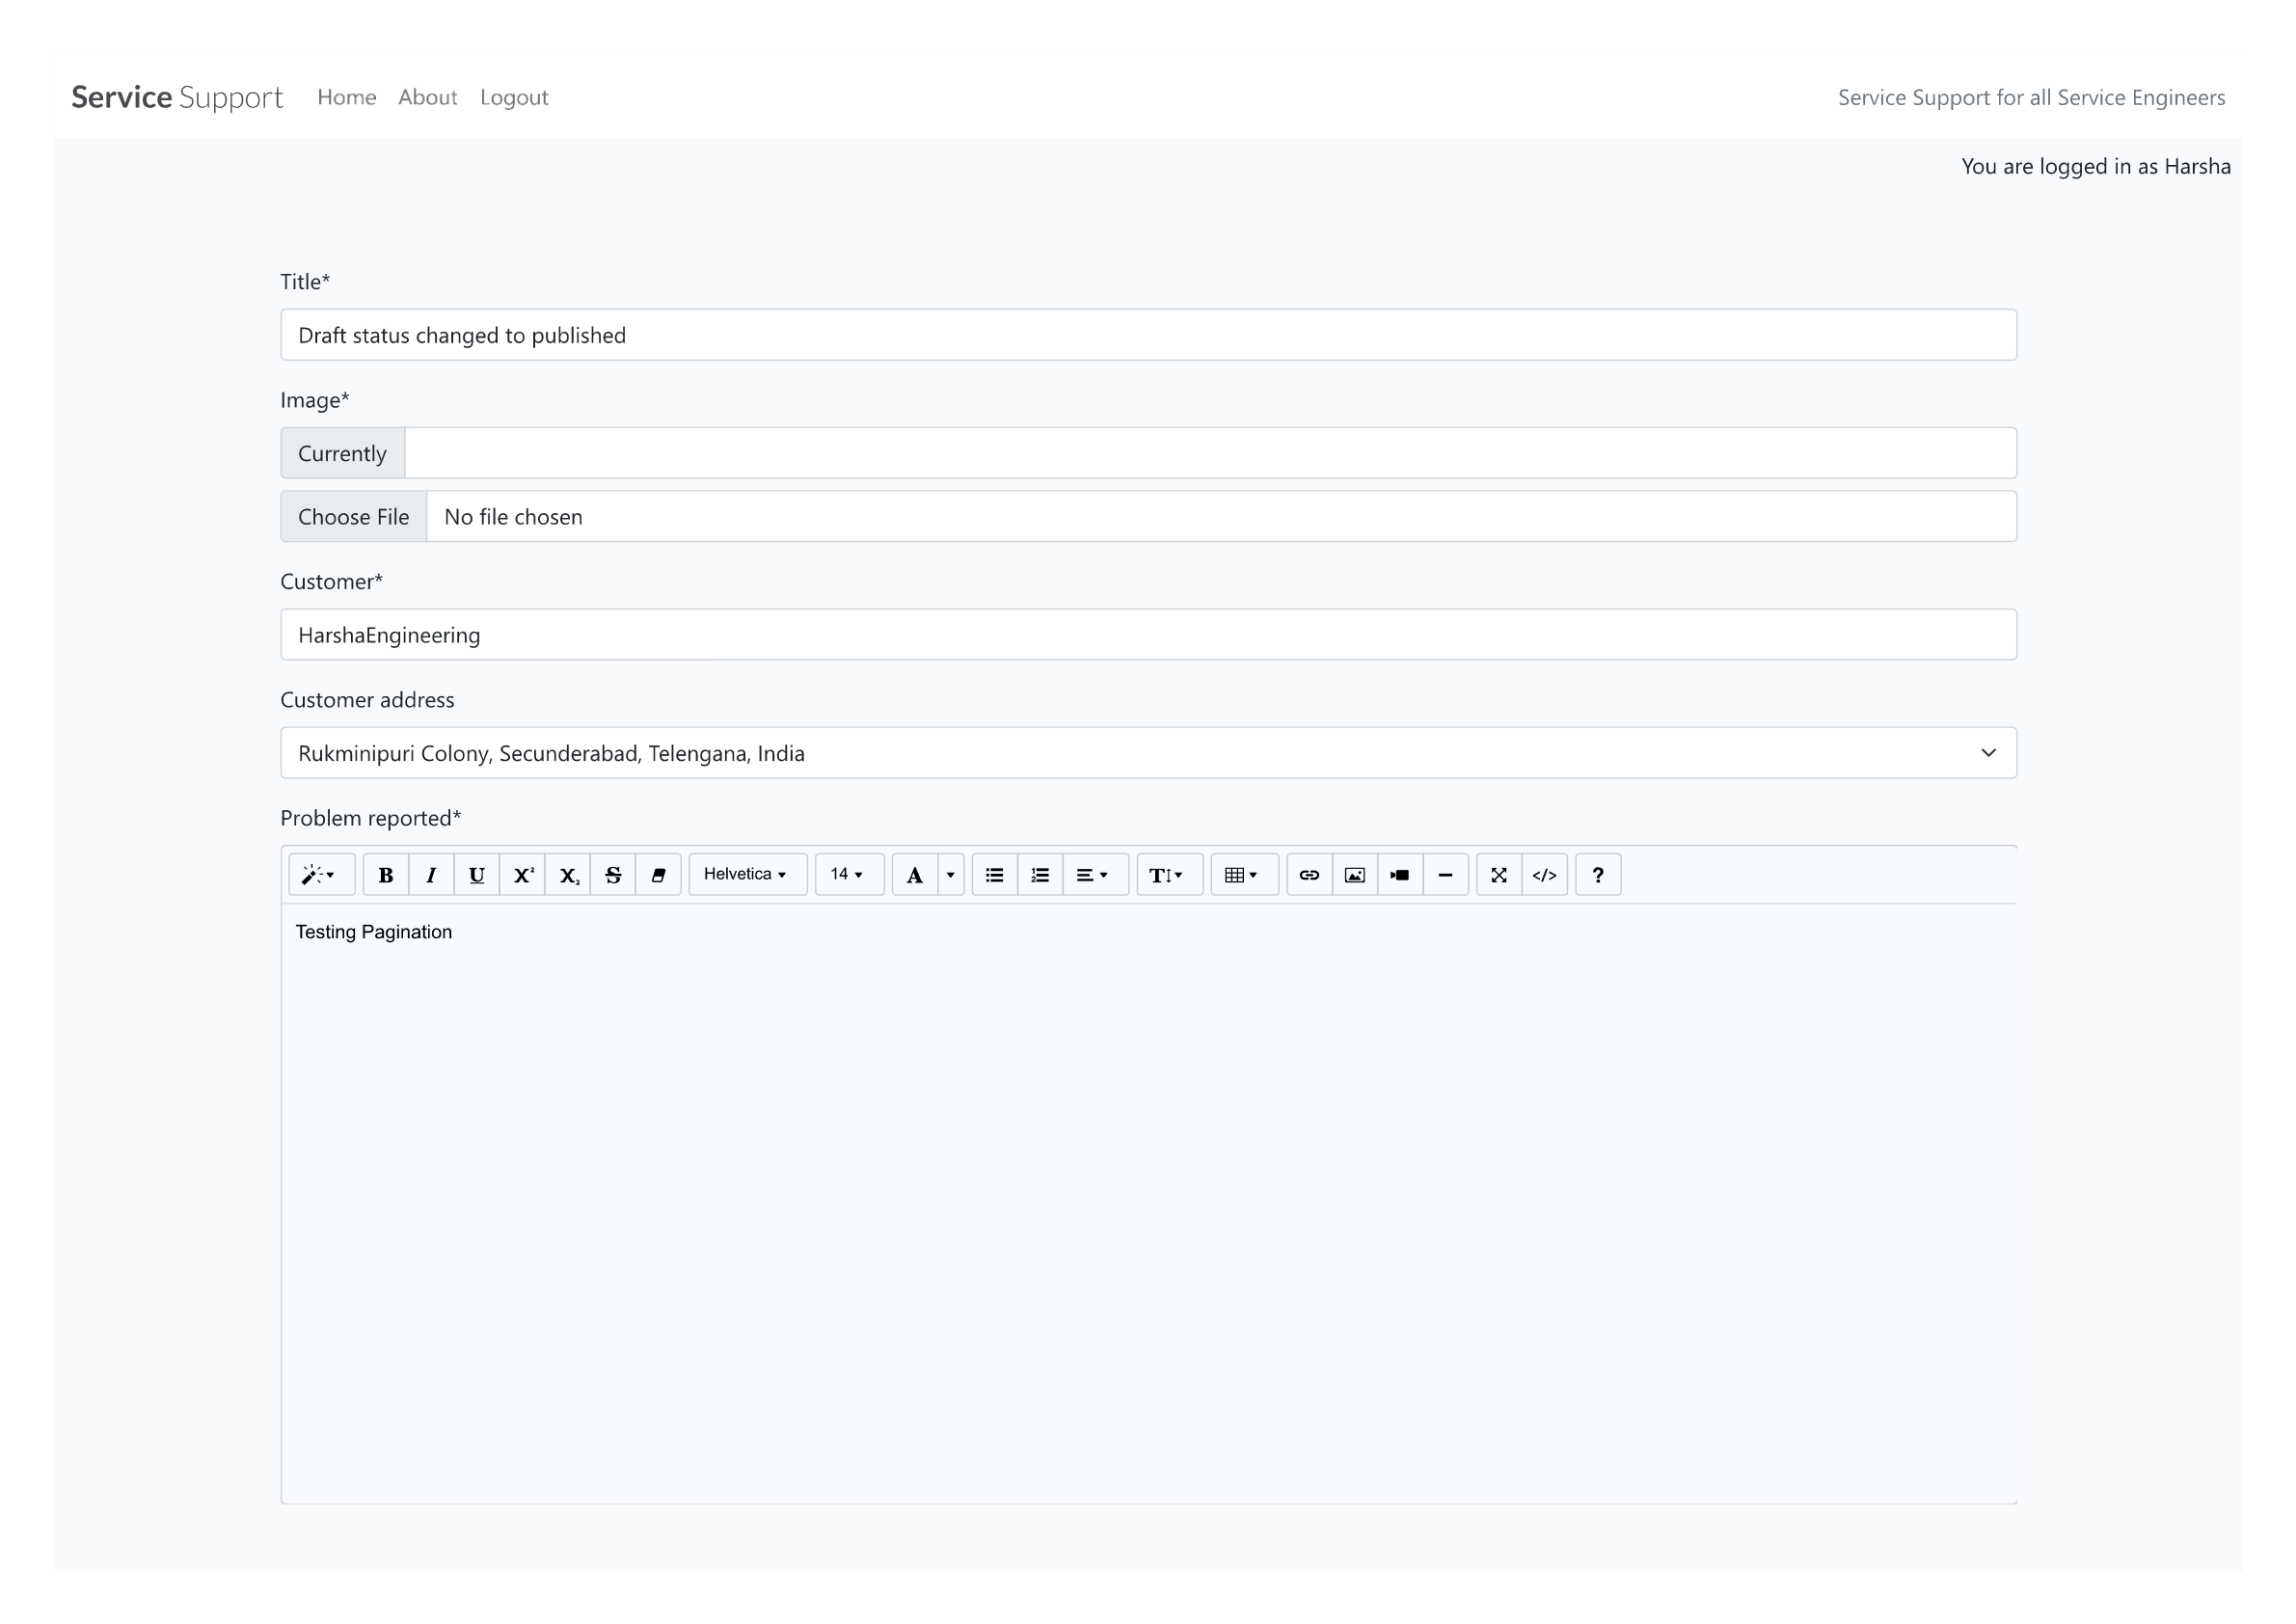 Service Support Home About Logout Service Support for all Service Engineers
You are logged in as Harsha
Title*
Draft status changed to published
Image*
Currently
Choose File No file chosen
Customer*
HarshaEngineering
Customer address
Rukminipuri Colony, Secunderabad, Telengana, India
Problem reported*
B I U X² X₂ S Helvetica 14 A T </> ?
Testing Pagination